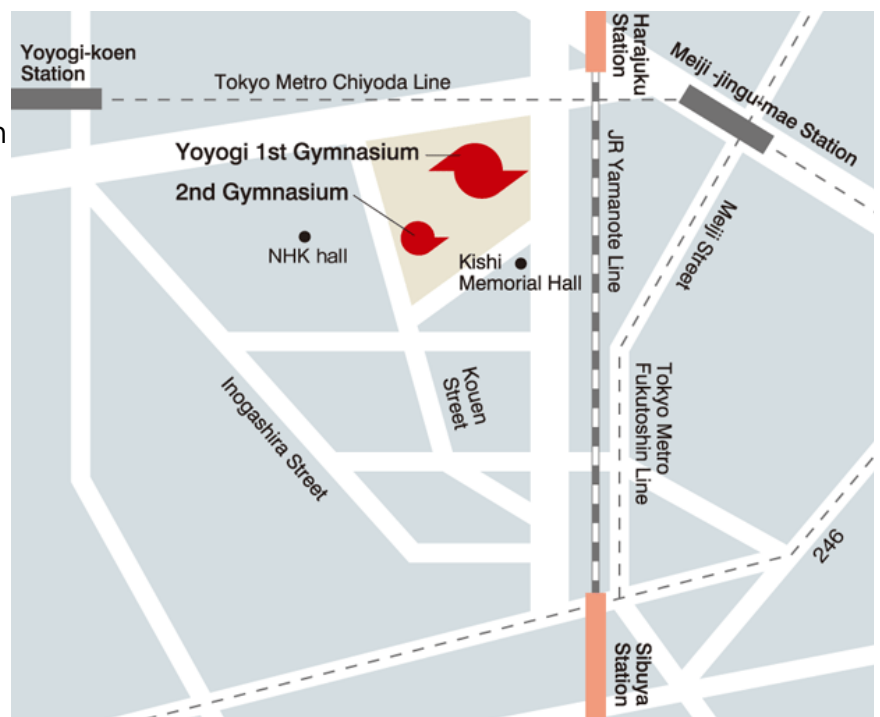 Yoyogi-koen
Station
Tokyo Metro Chiyoda Line
Harajuku
Station
Meiji -jingu-mae Station
n
Yoyogi 1st Gymnasium
2nd Gymnasium
NHK hall
Kishi
Memorial Hall
JR Yamanote Line
Meiji Street
Kouen
Street
Inogashira Street
Tokyo Metro
Fukutoshin Line
246
Sibuya
Station